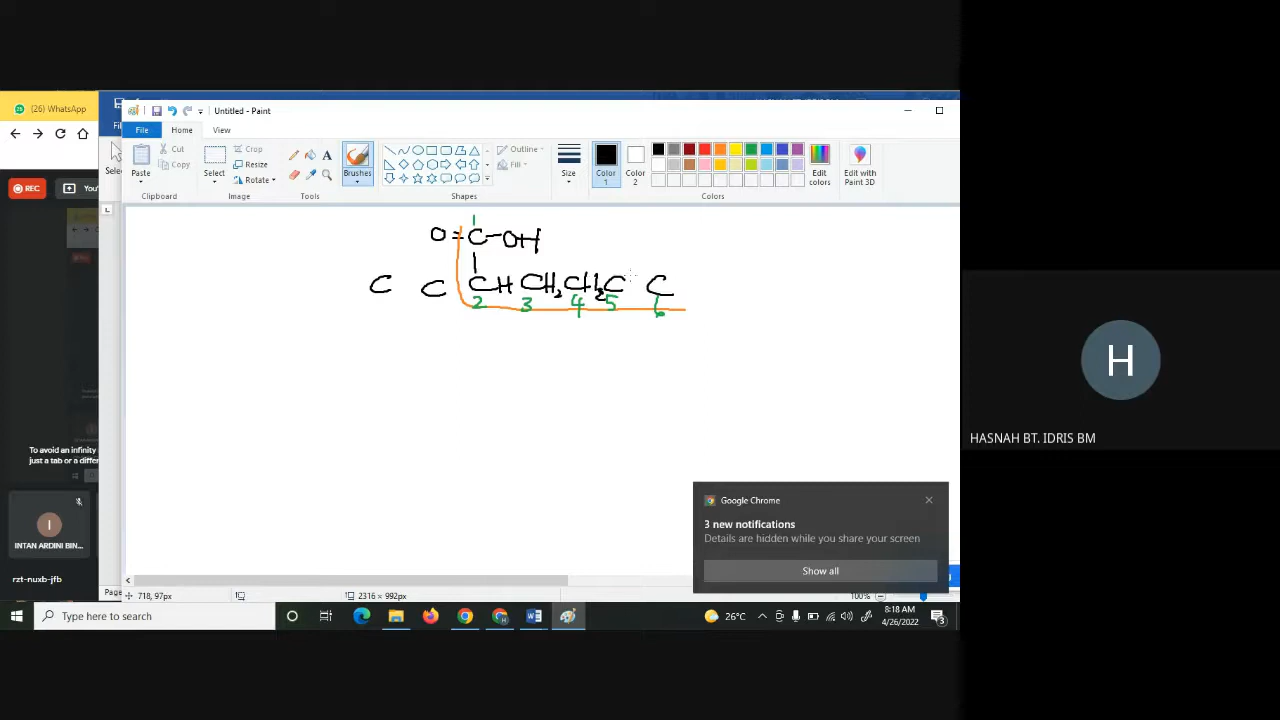 (26) WhatsApp
Untitled - Paint
File Home View
Paste
Cut
Copy
Clipboard
Select
Crop
Resize
Rotate
Image
Tools
Brushes
Shapes
Outline
Fill
Size
Color 1
Color 2
Colors
Edit colors
Edit with Paint 3D
REC
1
O=C-OH
C C CH CH2 CH2 C C
2 3 4 5 6
To avoid an infinity
just a tab or a differe
INTAN ARDINI BIN...
rzt-nuxb-jfb
H
HASNAH BT. IDRIS BM
Google Chrome
3 new notifications
Details are hidden while you share your screen
Show all
718, 97px
2316 × 992px
100%
Type here to search
26°C
8:18 AM
4/26/2022
3